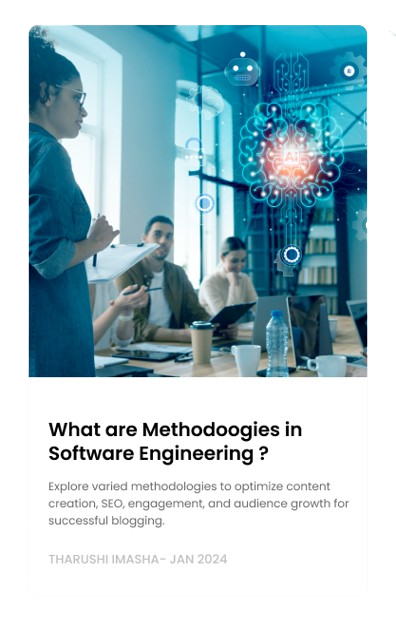 Ai
What are Methodoogies in
Software Engineering ?
Explore varied methodologies to optimize content
creation, SEO, engagement, and audience growth for
successful blogging.
THARUSHI IMASHA- JAN 2024